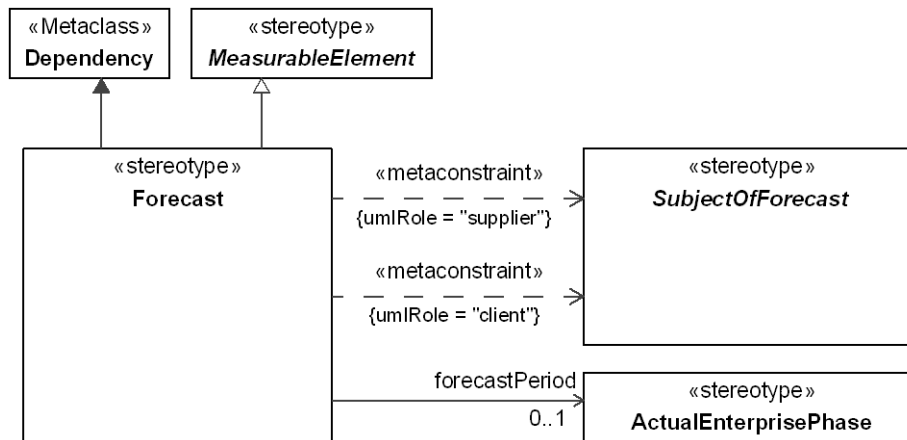 «Metaclass»
Dependency
«stereotype»
MeasurableElement
«stereotype»
Forecast
«metaconstraint»
{umlRole = "supplier"}
«metaconstraint»
{umlRole = "client"}
«stereotype»
SubjectOfForecast
forecastPeriod
0..1
«stereotype»
ActualEnterprisePhase